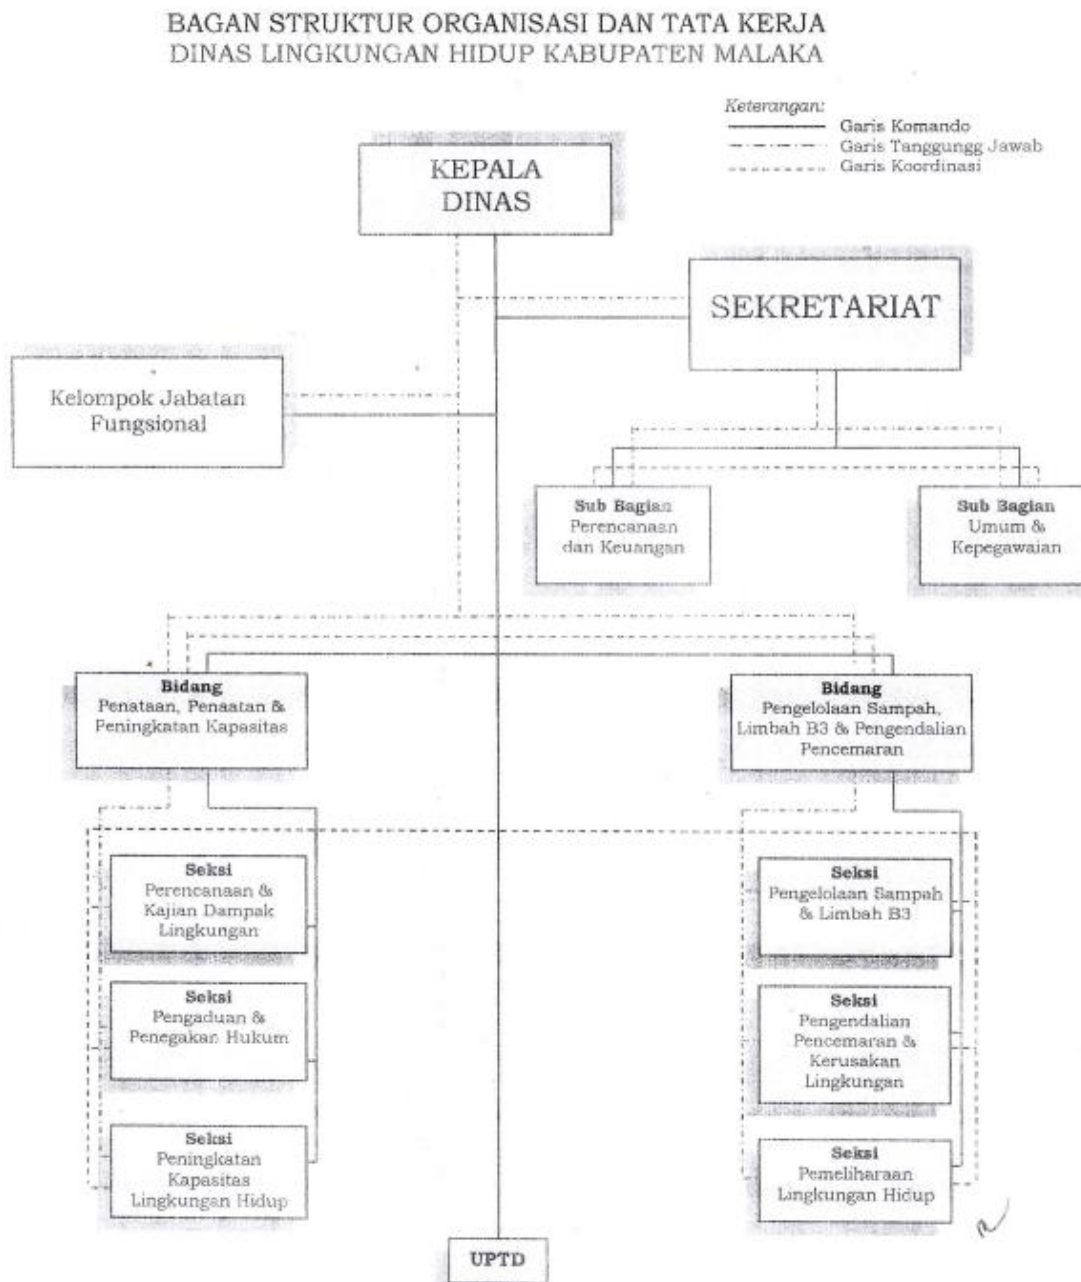 BAGAN STRUKTUR ORGANISASI DAN TATA KERJA
DINAS LINGKUNGAN HIDUP KABUPATEN MALAKA
Keterangan:
Garis Komando
Garis Tanggungg Jawab
Garis Koordinasi
KEPALA
DINAS
SEKRETARIAT
Kelompok Jabatan
Fungsional
Sub Bagian
Perencanaan
dan Keuangan
Sub Bagian
Umum &
Kepegawaian
Bidang
Penataan, Penaatan &
Peningkatan Kapasitas
Bidang
Pengelolaan Sampah,
Limbah B3 & Pengendalian
Pencemaran
Seksi
Perencanaan &
Kajian Dampak
Lingkungan
Seksi
Pengelolaan Sampah
& Limbah B3
Seksi
Pengaduan &
Penegakan Hukum
Seksi
Pengendalian
Pencemaran &
Kerusakan
Lingkungan
Seksi
Peningkatan
Kapasitas
Lingkungan Hidup
Seksi
Pemeliharaan
Lingkungan Hidup
UPTD